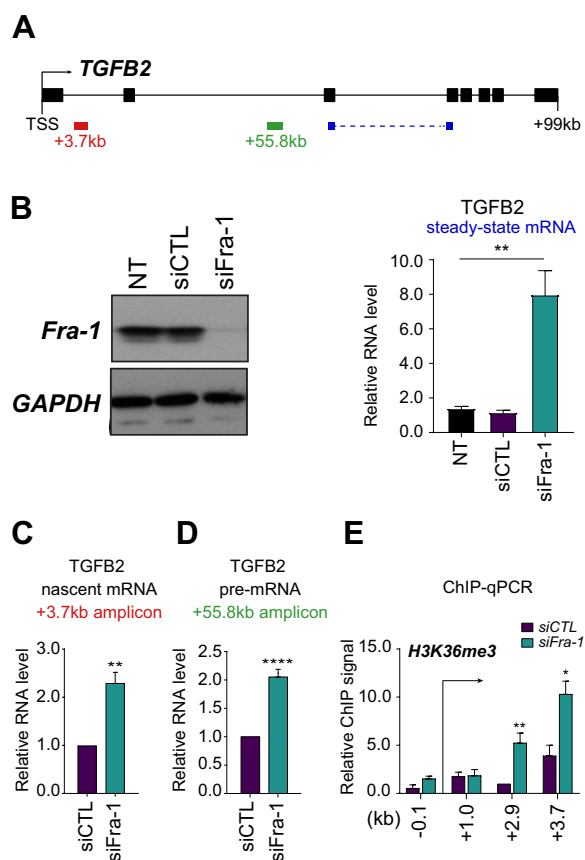 A
TGFB2
TSS
+3.7kb
+55.8kb
+99kb
B
NT
siCTL
siFra-1
Fra-1
GAPDH
TGFB2
steady-state mRNA
**
Relative RNA level
10.0
8.0
6.0
4.0
2.0
0.0
NT
siCTL
siFra-1
C
TGFB2
nascent mRNA
+3.7kb amplicon
Relative RNA level
3.0
2.0
1.0
0.0
**
siCTL
siFra-1
D
TGFB2
pre-mRNA
+55.8kb amplicon
Relative RNA level
2.5
2.0
1.5
1.0
0.5
0.0
****
siCTL
siFra-1
E
ChIP-qPCR
siCTL
siFra-1
H3K36me3
Relative ChIP signal
15.0
10.0
5.0
0.0
**
*
(kb)
-0.1
+1.0
+2.9
+3.7